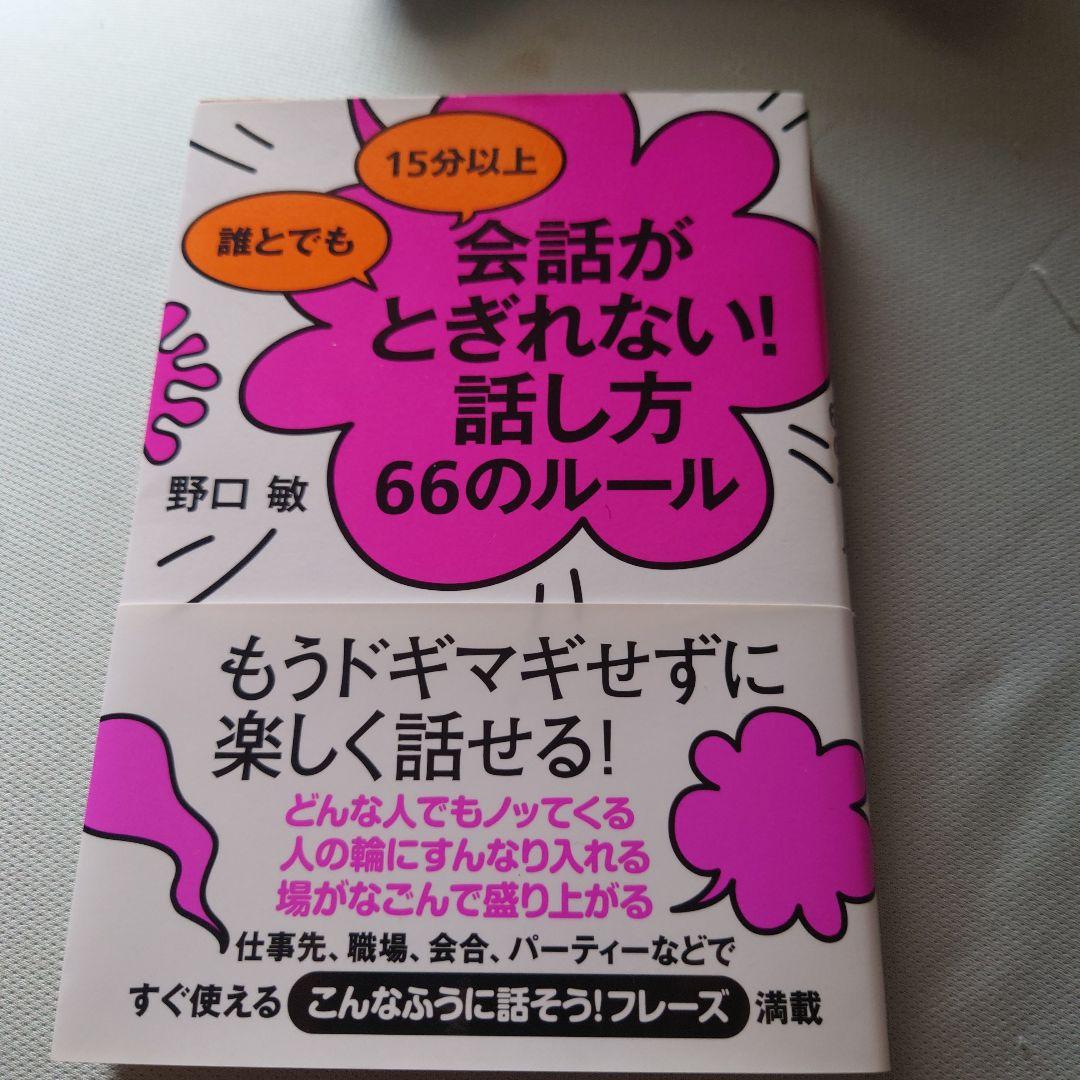 誰とでも
15分以上
会話が
とぎれない!
話し方
66のルール
野口 敏
もうドギマギせずに
楽しく話せる!
どんな人でもノッてくる
人の輪にすんなり入れる
場がなごんで盛り上がる
仕事先、職場、会合、パーティーなどで
すぐ使える こんなふうに話そう!フレーズ 満載